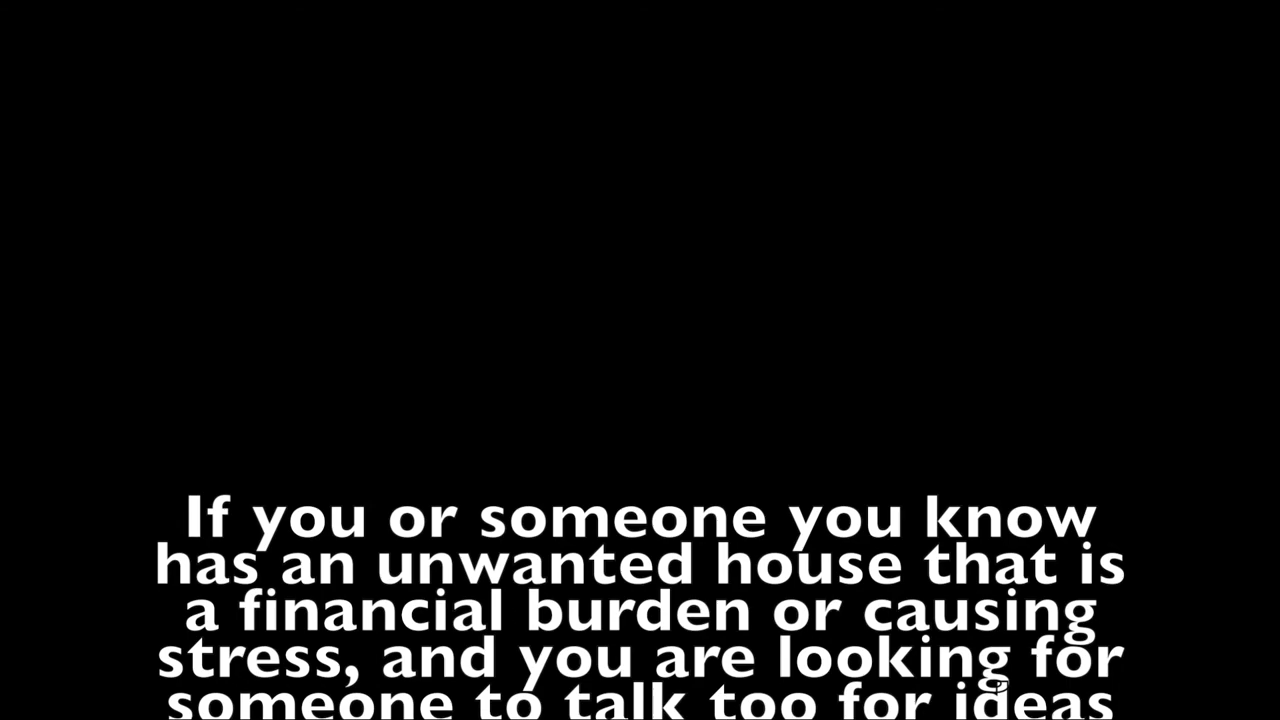 If you or someone you know
has an unwanted house that is
a financial burden or causing
stress, and you are looking for
someone to talk too for ideas